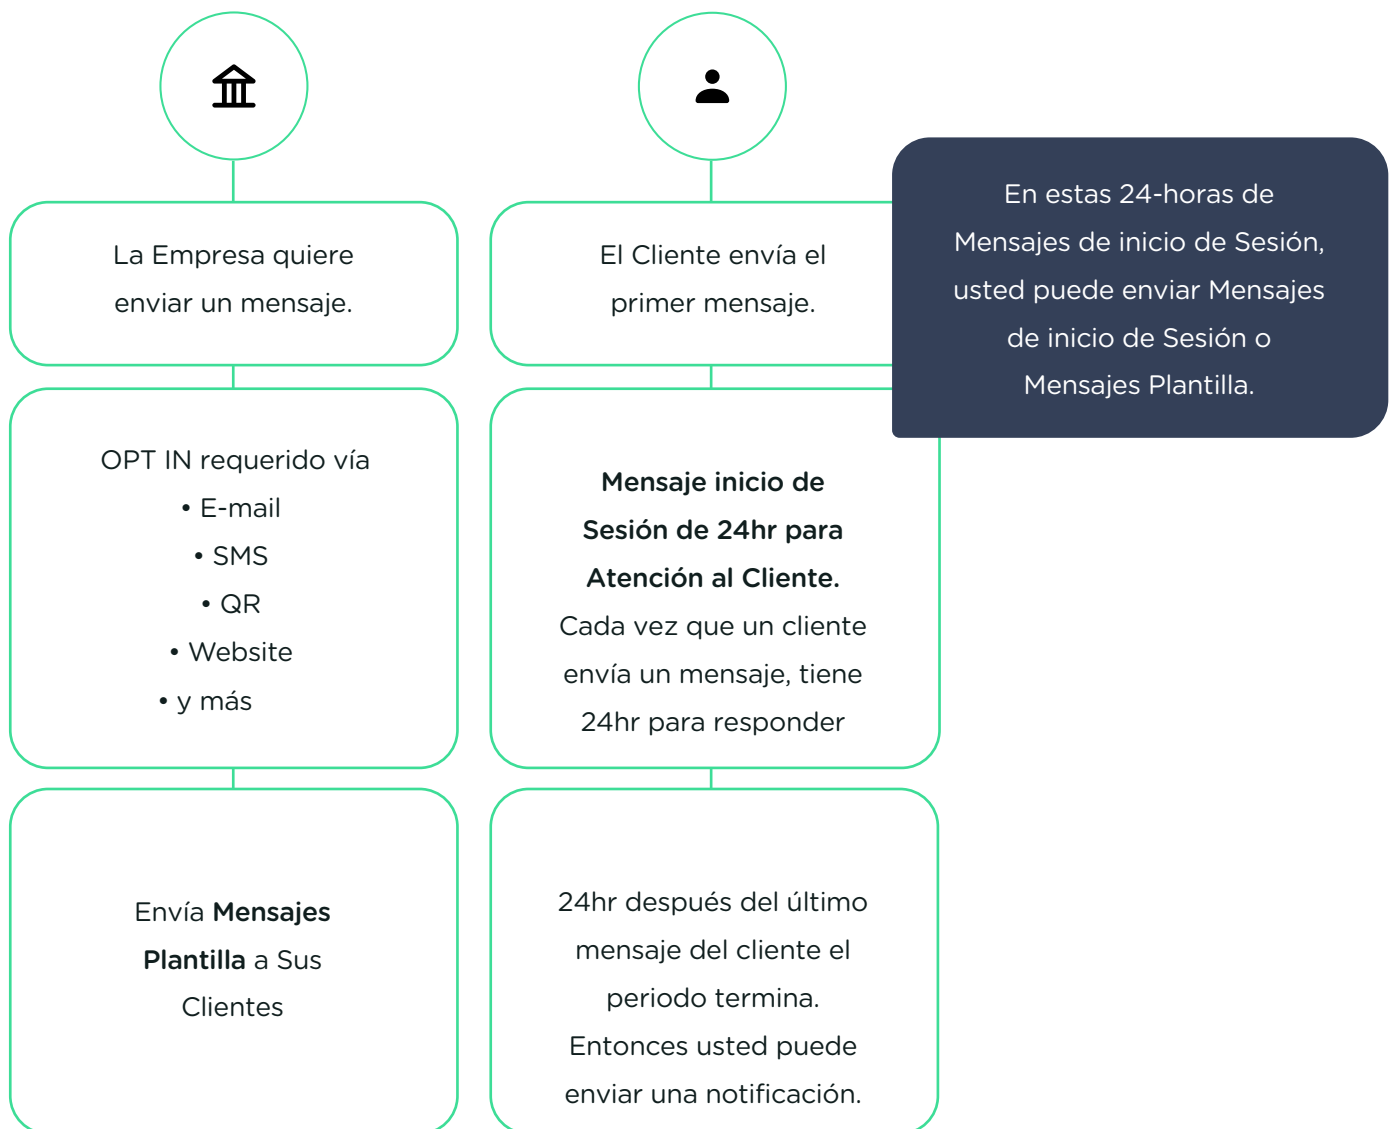 La Empresa quiere
enviar un mensaje.
OPT IN requerido vía
• E-mail
• SMS
• QR
• Website
• y más
Envía Mensajes
Plantilla a Sus
Clientes
El Cliente envía el
primer mensaje.
Mensaje inicio de
Sesión de 24hr para
Atención al Cliente.
Cada vez que un cliente
envía un mensaje, tiene
24hr para responder
24hr después del último
mensaje del cliente el
periodo termina.
Entonces usted puede
enviar una notificación.
En estas 24-horas de
Mensajes de inicio de Sesión,
usted puede enviar Mensajes
de inicio de Sesión o
Mensajes Plantilla.